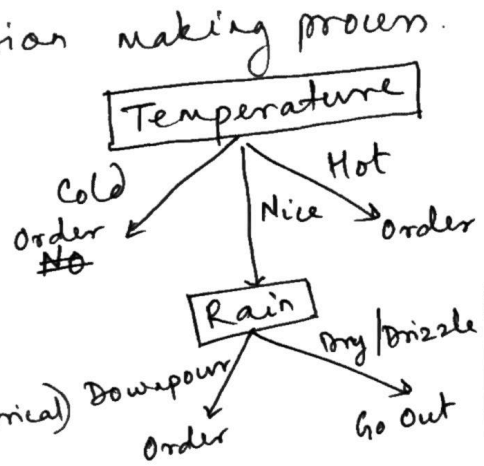 ion making process.
Temperature
Cold
Hot
Nice
Order
Order
NO
Rain
Dry/Drizzle
rical) Downpour
Order
Go Out